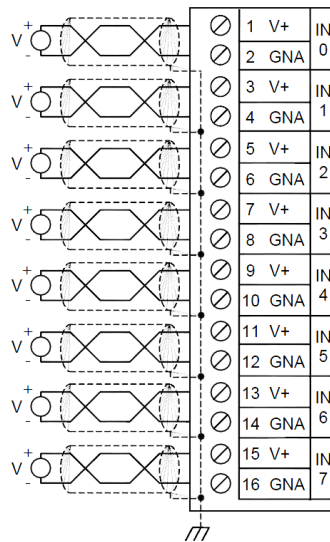 +
V
-
1 V+
2 GNA
IN
0
+
V
-
3 V+
4 GNA
IN
1
+
V
-
5 V+
6 GNA
IN
2
+
V
-
7 V+
8 GNA
IN
3
+
V
-
9 V+
10 GNA
IN
4
+
V
-
11 V+
12 GNA
IN
5
+
V
-
13 V+
14 GNA
IN
6
+
V
-
15 V+
16 GNA
IN
7